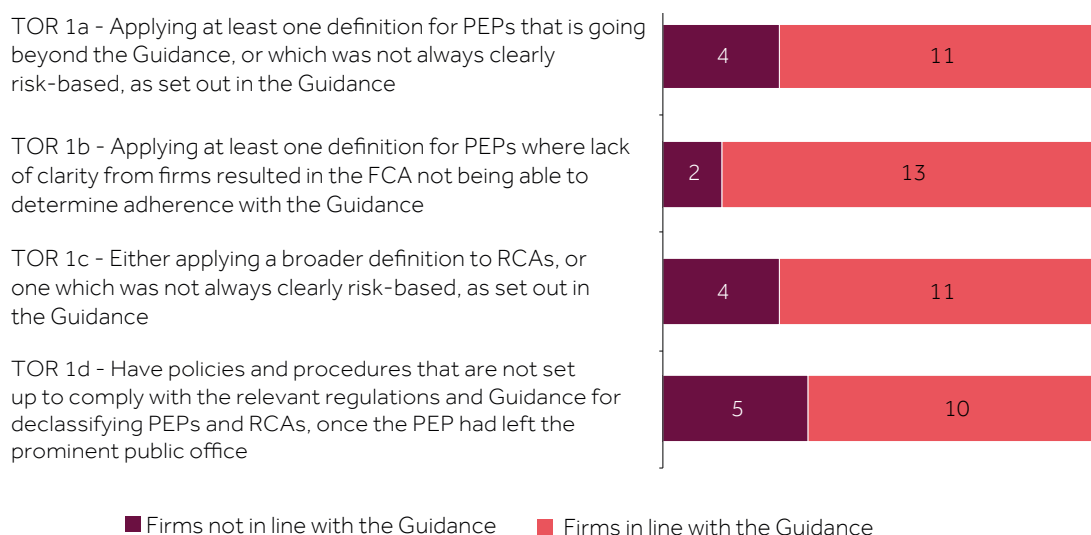 TOR 1a - Applying at least one definition for PEPs that is going
beyond the Guidance, or which was not always clearly
risk-based, as set out in the Guidance
4
11
TOR 1b - Applying at least one definition for PEPs where lack
of clarity from firms resulted in the FCA not being able to
determine adherence with the Guidance
2
13
TOR 1c - Either applying a broader definition to RCAs, or
one which was not always clearly risk-based, as set out in
the Guidance
4
11
TOR 1d - Have policies and procedures that are not set
up to comply with the relevant regulations and Guidance for
declassifying PEPs and RCAs, once the PEP had left the
prominent public office
5
10
Firms not in line with the Guidance
Firms in line with the Guidance